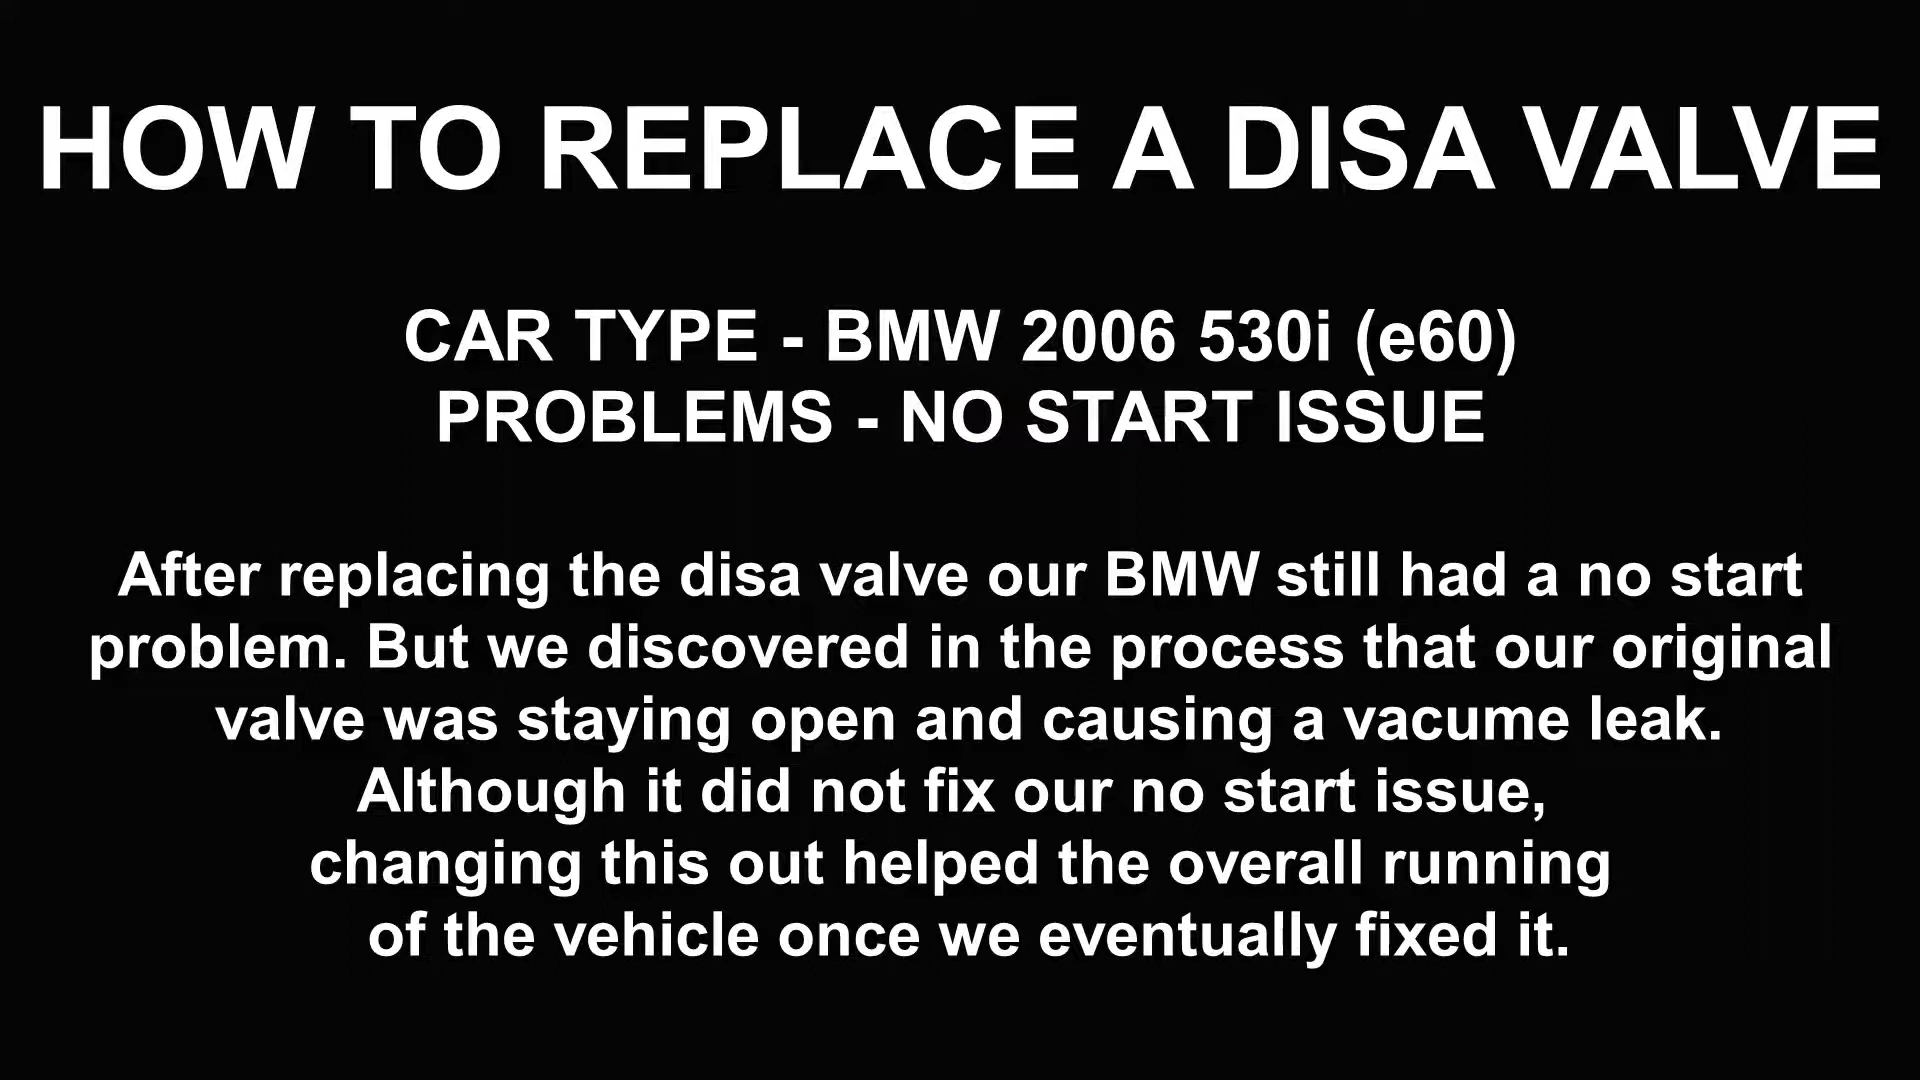 HOW TO REPLACE A DISA VALVE
CAR TYPE - BMW 2006 530i (e60)
PROBLEMS - NO START ISSUE
After replacing the disa valve our BMW still had a no start
problem. But we discovered in the process that our original
valve was staying open and causing a vacume leak.
Although it did not fix our no start issue,
changing this out helped the overall running
of the vehicle once we eventually fixed it.